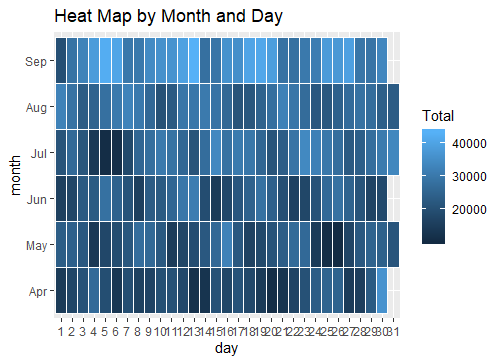 Heat Map by Month and Day
Sep
Aug
Jul
Jun
May
Apr
month
1 2 3 4 5 6 7 8 9 10 11 12 13 14 15 16 17 18 19 20 21 22 23 24 25 26 27 28 29 30 31
day
Total
40000
30000
20000